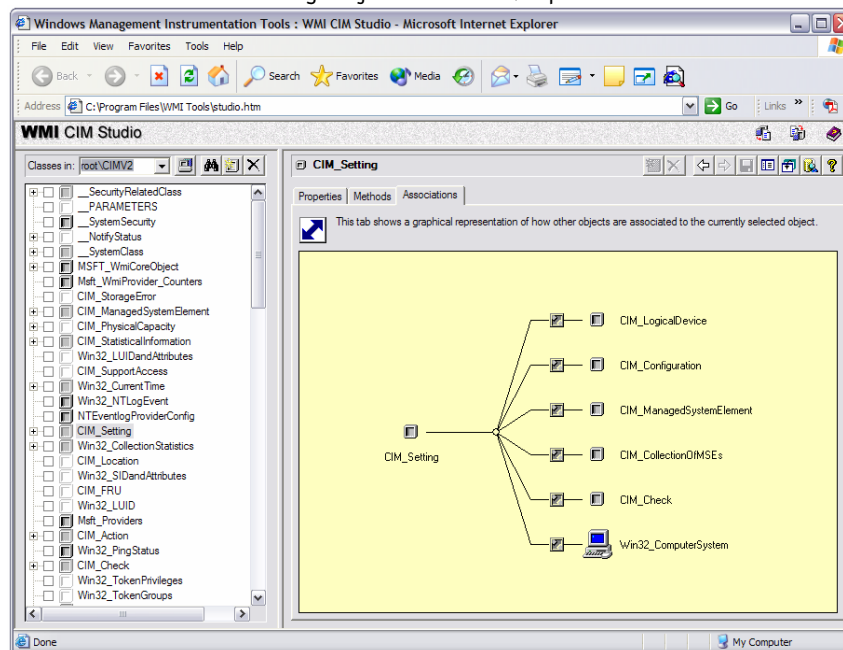 Windows Management Instrumentation Tools : WMI CIM Studio - Microsoft Internet Explorer
File Edit View Favorites Tools Help
Back Search Favorites Media
Address C:\Program Files\WMI Tools\studio.htm Go Links »
WMI CIM Studio
Classes in: root\CIMV2
__SecurityRelatedClass
__PARAMETERS
__SystemSecurity
__NotifyStatus
__SystemClass
MSFT_WmiCoreObject
Msft_WmiProvider_Counters
CIM_StorageError
CIM_ManagedSystemElement
CIM_PhysicalCapacity
CIM_StatisticalInformation
Win32_LUIDandAttributes
CIM_SupportAccess
Win32_CurrentTime
Win32_NTLogEvent
NTEventlogProviderConfig
CIM_Setting
Win32_CollectionStatistics
CIM_Location
Win32_SIDandAttributes
CIM_FRU
Win32_LUID
Msft_Providers
CIM_Action
Win32_PingStatus
CIM_Check
Win32_TokenPrivileges
Win32_TokenGroups
CIM_Setting
Properties Methods Associations
This tab shows a graphical representation of how other objects are associated to the currently selected object.
CIM_LogicalDevice
CIM_Configuration
CIM_ManagedSystemElement
CIM_Setting
CIM_CollectionOfMSEs
CIM_Check
Win32_ComputerSystem
Done My Computer